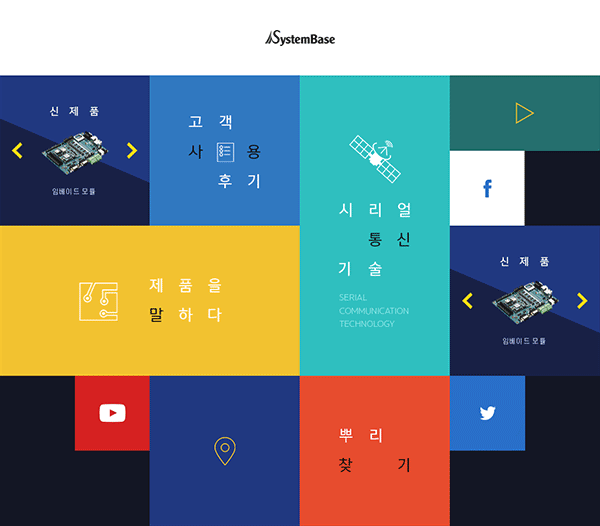 SystemBase
신 제 품
임베이드 모듈
고 객
사 용
후 기
시 리 얼
통 신
기 술
SERIAL
COMMUNICATION
TECHNOLOGY
제 품 을
말 하 다
신 제 품
임베이드 모듈
뿌 리
찾 기